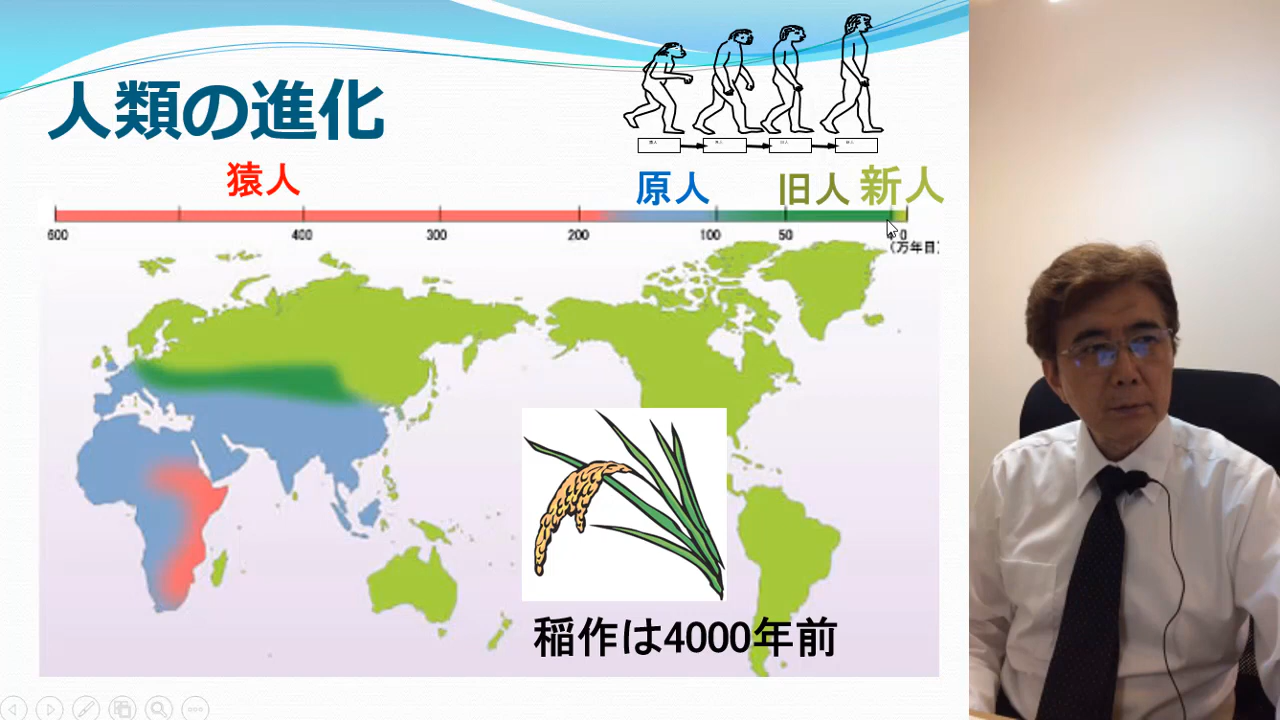 人類の進化
猿人
原人
旧人
新人
600
400
300
200
100
50
0
(万年目)
稲作は4000年前